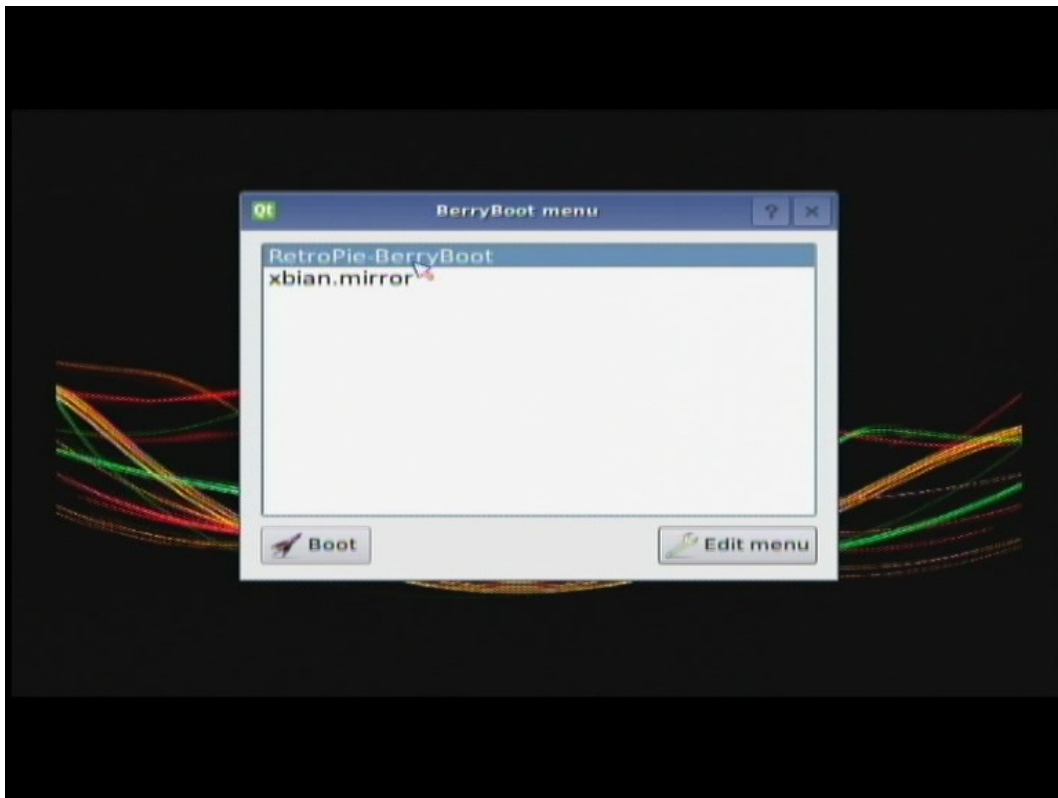 Qt
BerryBoot menu
?
RetroPie-BerryBoot
xbian.mirror
Boot
Edit menu